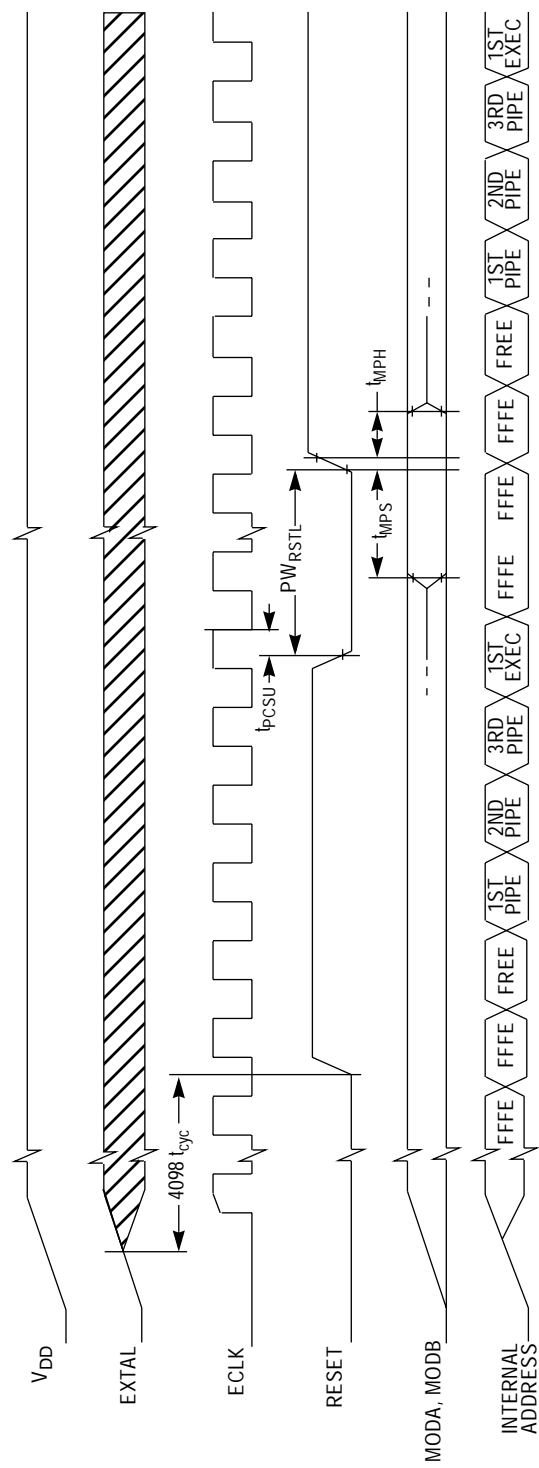 V_DD
EXTAL
4098 t_cyc
ECLK
t_PCSU
RESET
PW_RSTL
MODA, MODB
t_MPS
t_MPH
INTERNAL
ADDRESS
FFFE
FFFE
FREE
1ST
PIPE
2ND
PIPE
3RD
PIPE
1ST
EXEC
FFFE
FFFE
FFFE
FREE
1ST
PIPE
2ND
PIPE
3RD
PIPE
1ST
EXEC